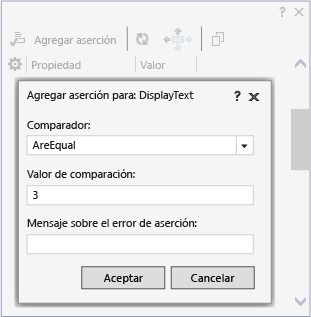 Agregar aserción
Propiedad Valor
Agregar aserción para: DisplayText
Comparador:
AreEqual
Valor de comparación:
3
Mensaje sobre el error de aserción:
Aceptar Cancelar